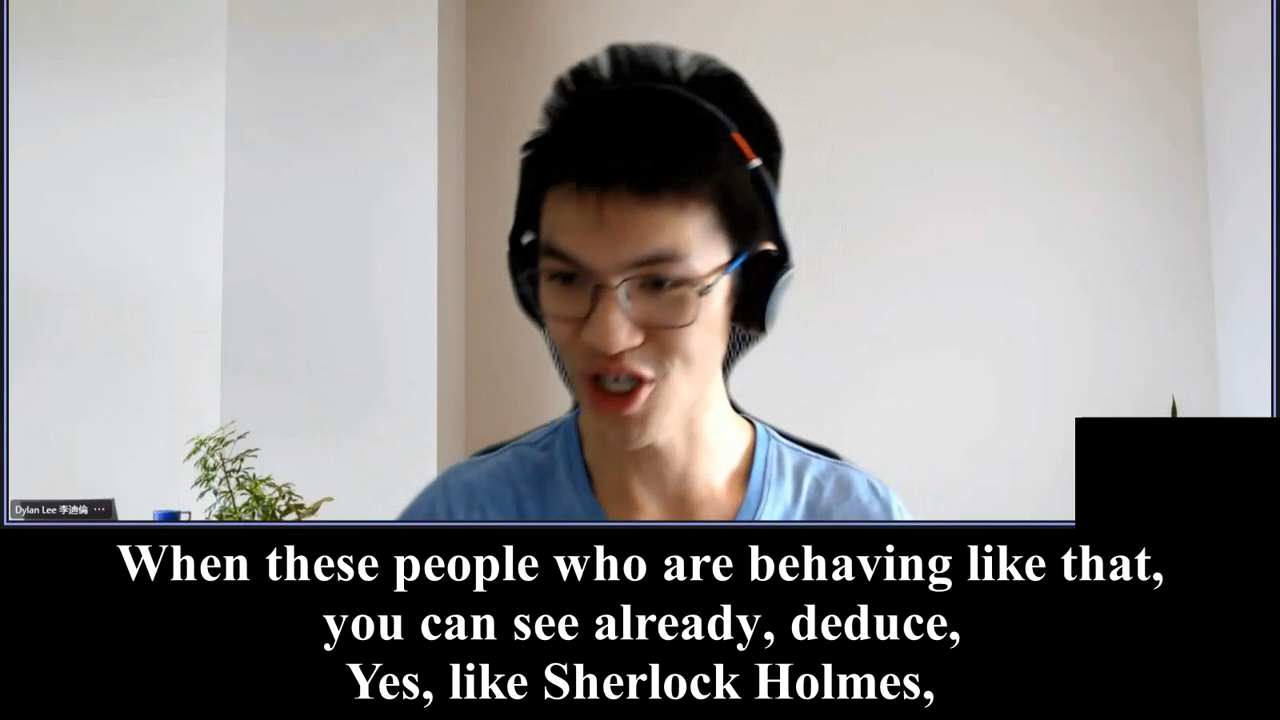 Dylan Lee 李迪倫 ···
When these people who are behaving like that,
you can see already, deduce,
Yes, like Sherlock Holmes,